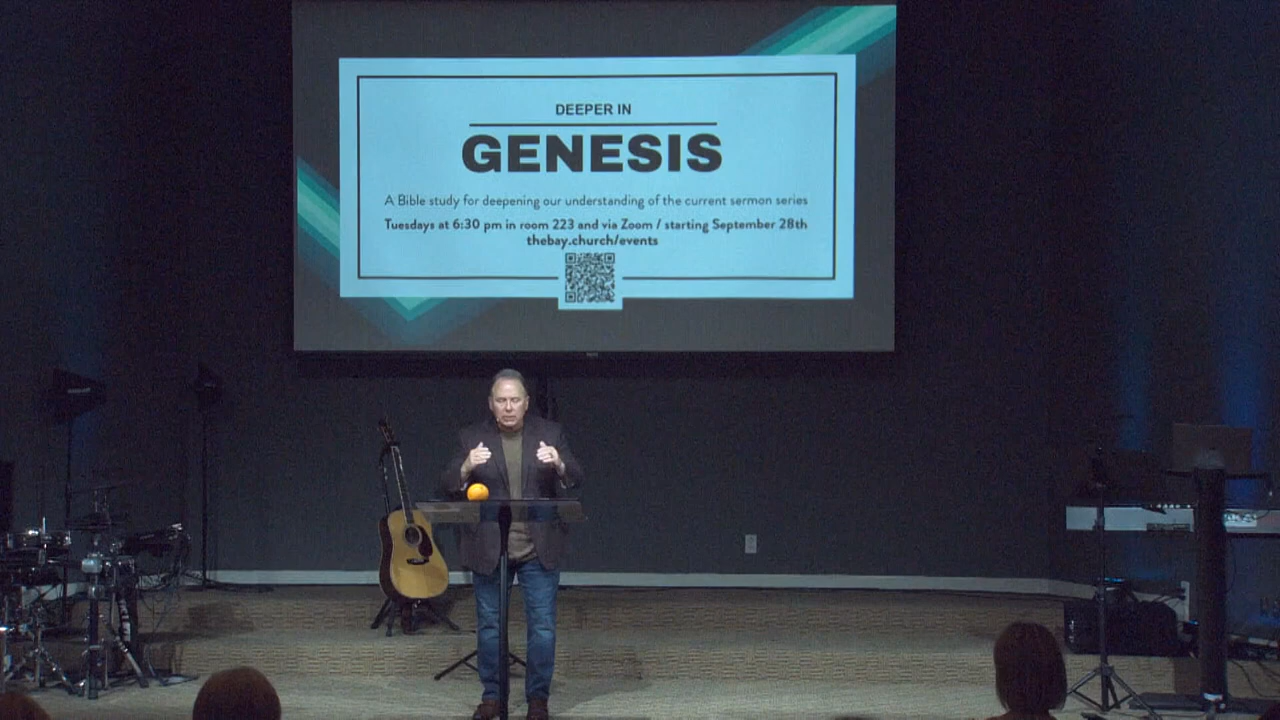 DEEPER IN
GENESIS
A Bible study for deepening our understanding of the current sermon series
Tuesdays at 6:30 pm in room 223 and via Zoom / starting September 28th
thebay.church/events